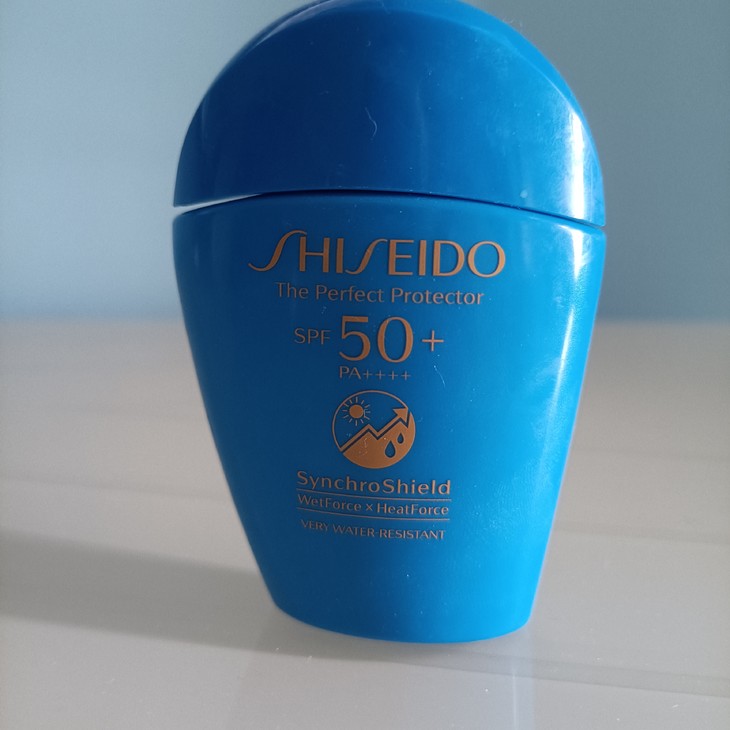 SHISEIDO
The Perfect Protector
SPF 50+
PA++++
SynchroShield
WetForce × HeatForce
VERY WATER-RESISTANT